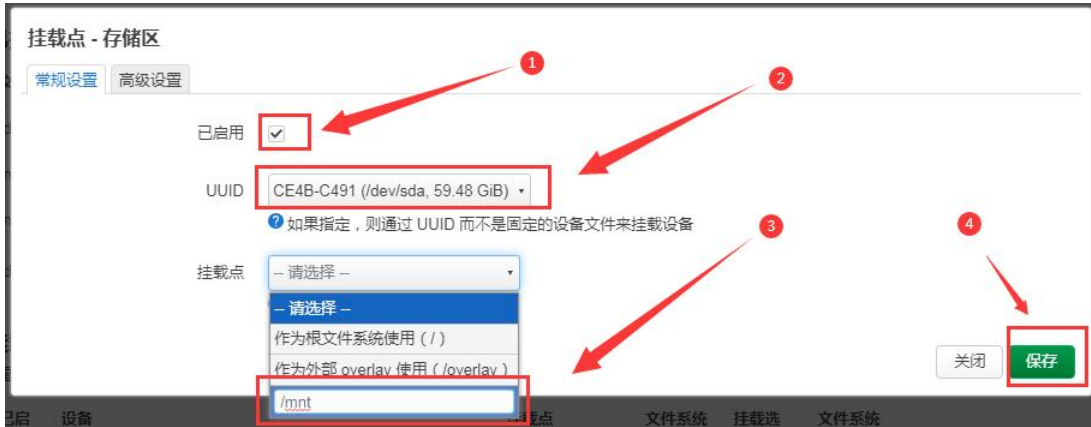 挂载点 - 存储区
常规设置 高级设置
1
2
已启用
UUID CE4B-C491 (/dev/sda, 59.48 GiB)
? 如果指定，则通过 UUID 而不是固定的设备文件来挂载设备
3
4
挂载点 -- 请选择 --
-- 请选择 --
作为根文件系统使用（/）
作为外部 overlay 使用（/overlay）
/mnt
关闭 保存
设备 文件系统 挂载选 文件系统